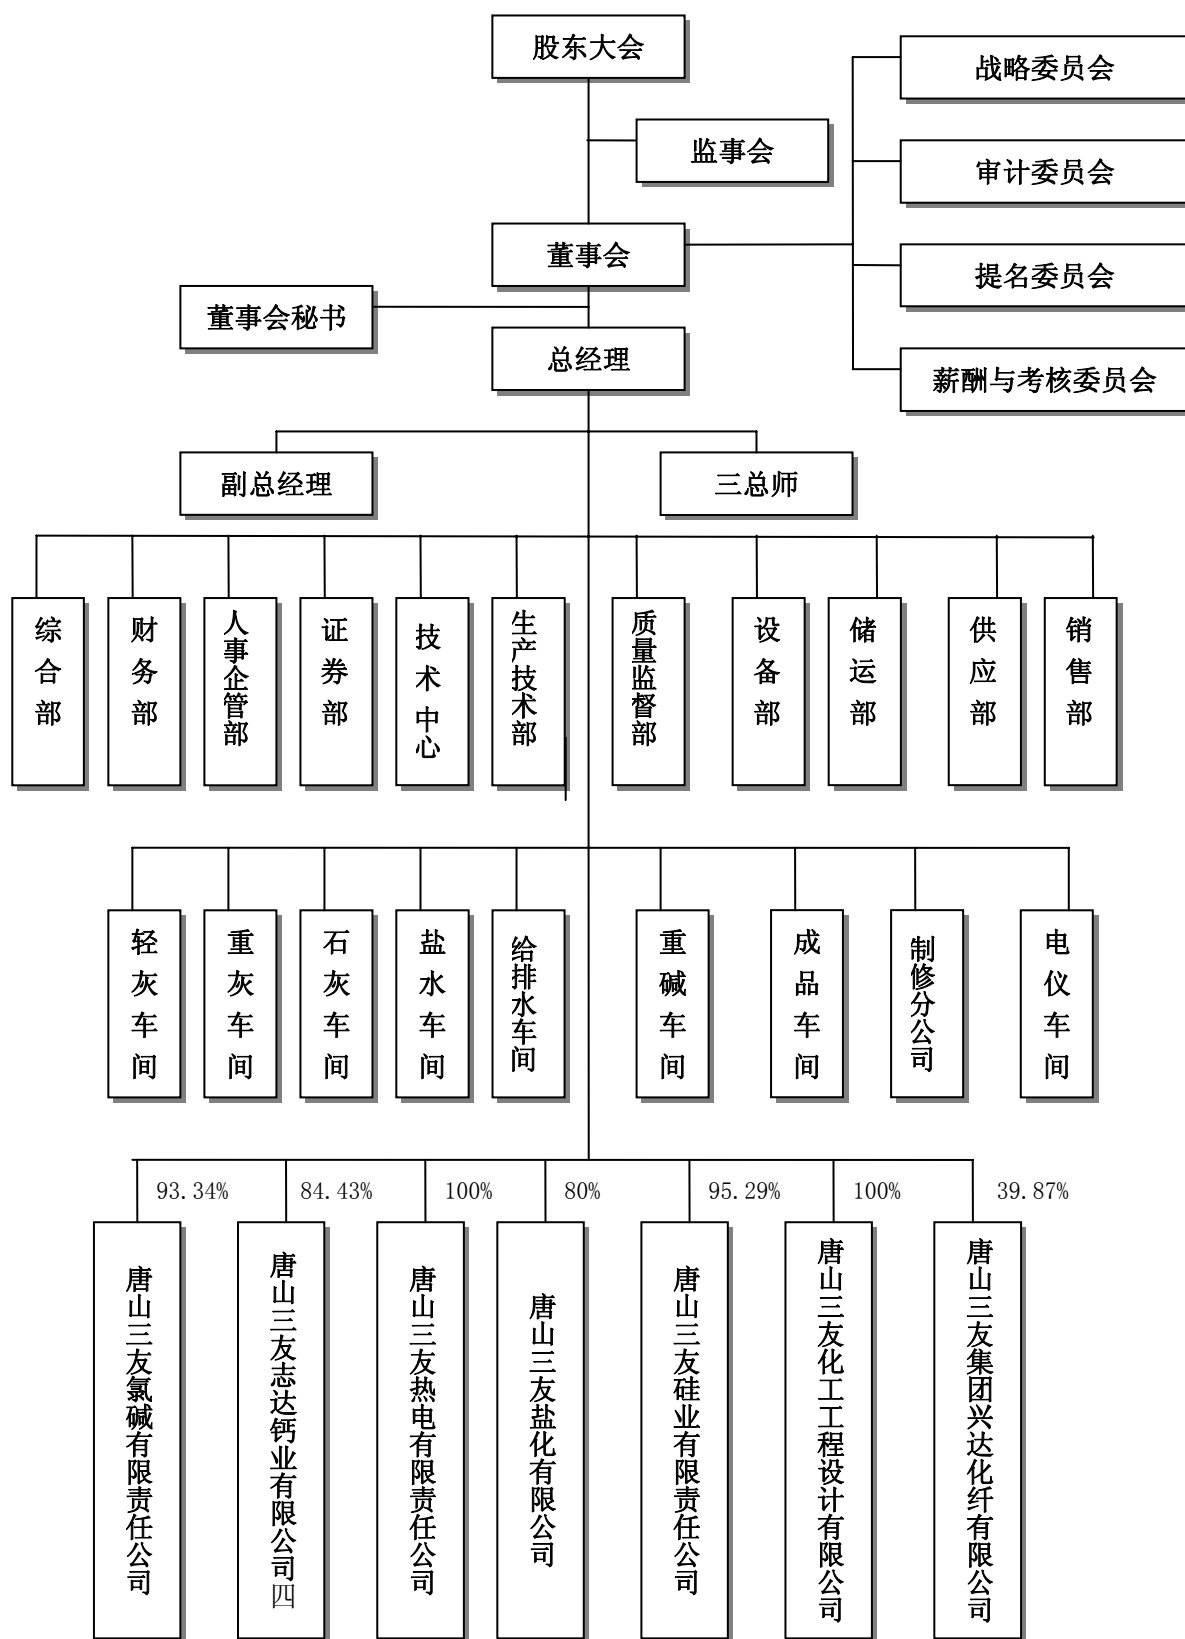 股东大会
战略委员会
监事会
审计委员会
董事会
提名委员会
董事会秘书
总经理
薪酬与考核委员会
副总经理
三总师
综合部
财务部
人事企管部
证券部
技术中心
生产技术部
质量监督部
设备部
储运部
供应部
销售部
轻灰车间
重灰车间
石灰车间
盐水车间
给排水车间
重碱车间
成品车间
制修分公司
电仪车间
93.34%
84.43%
100%
80%
95.29%
100%
39.87%
唐山三友氯碱有限责任公司
唐山三友志达钙业有限公司四
唐山三友热电有限责任公司
唐山三友盐化有限公司
唐山三友硅业有限责任公司
唐山三友化工工程设计有限公司
唐山三友集团兴达化纤有限公司